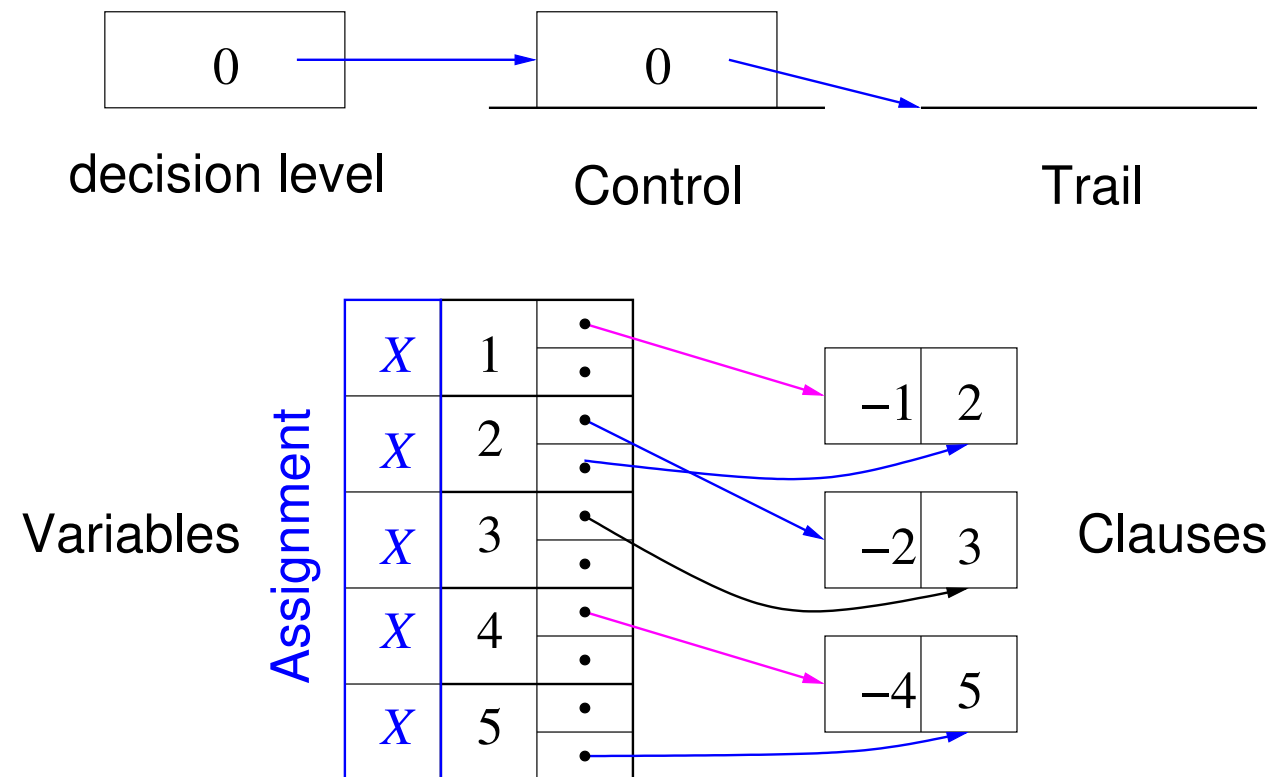 0 0
decision level Control Trail
X 1
−1 2
X 2
Variables Assignment X 3 −2 3 Clauses
X 4
−4 5
X 5